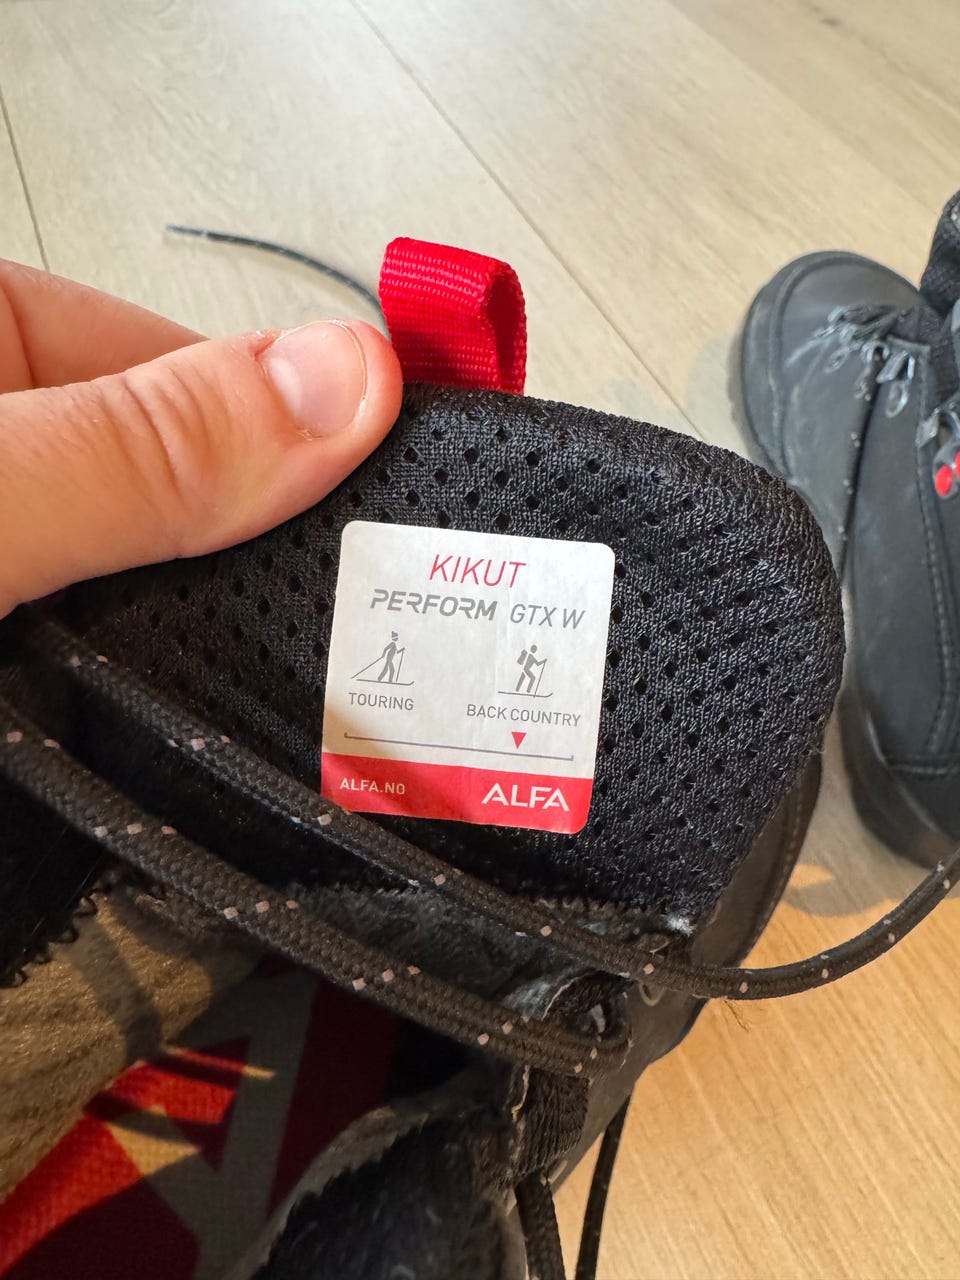 KIKUT
PERFORM GTX W
TOURING
BACK COUNTRY
ALFA.NO
ALFA